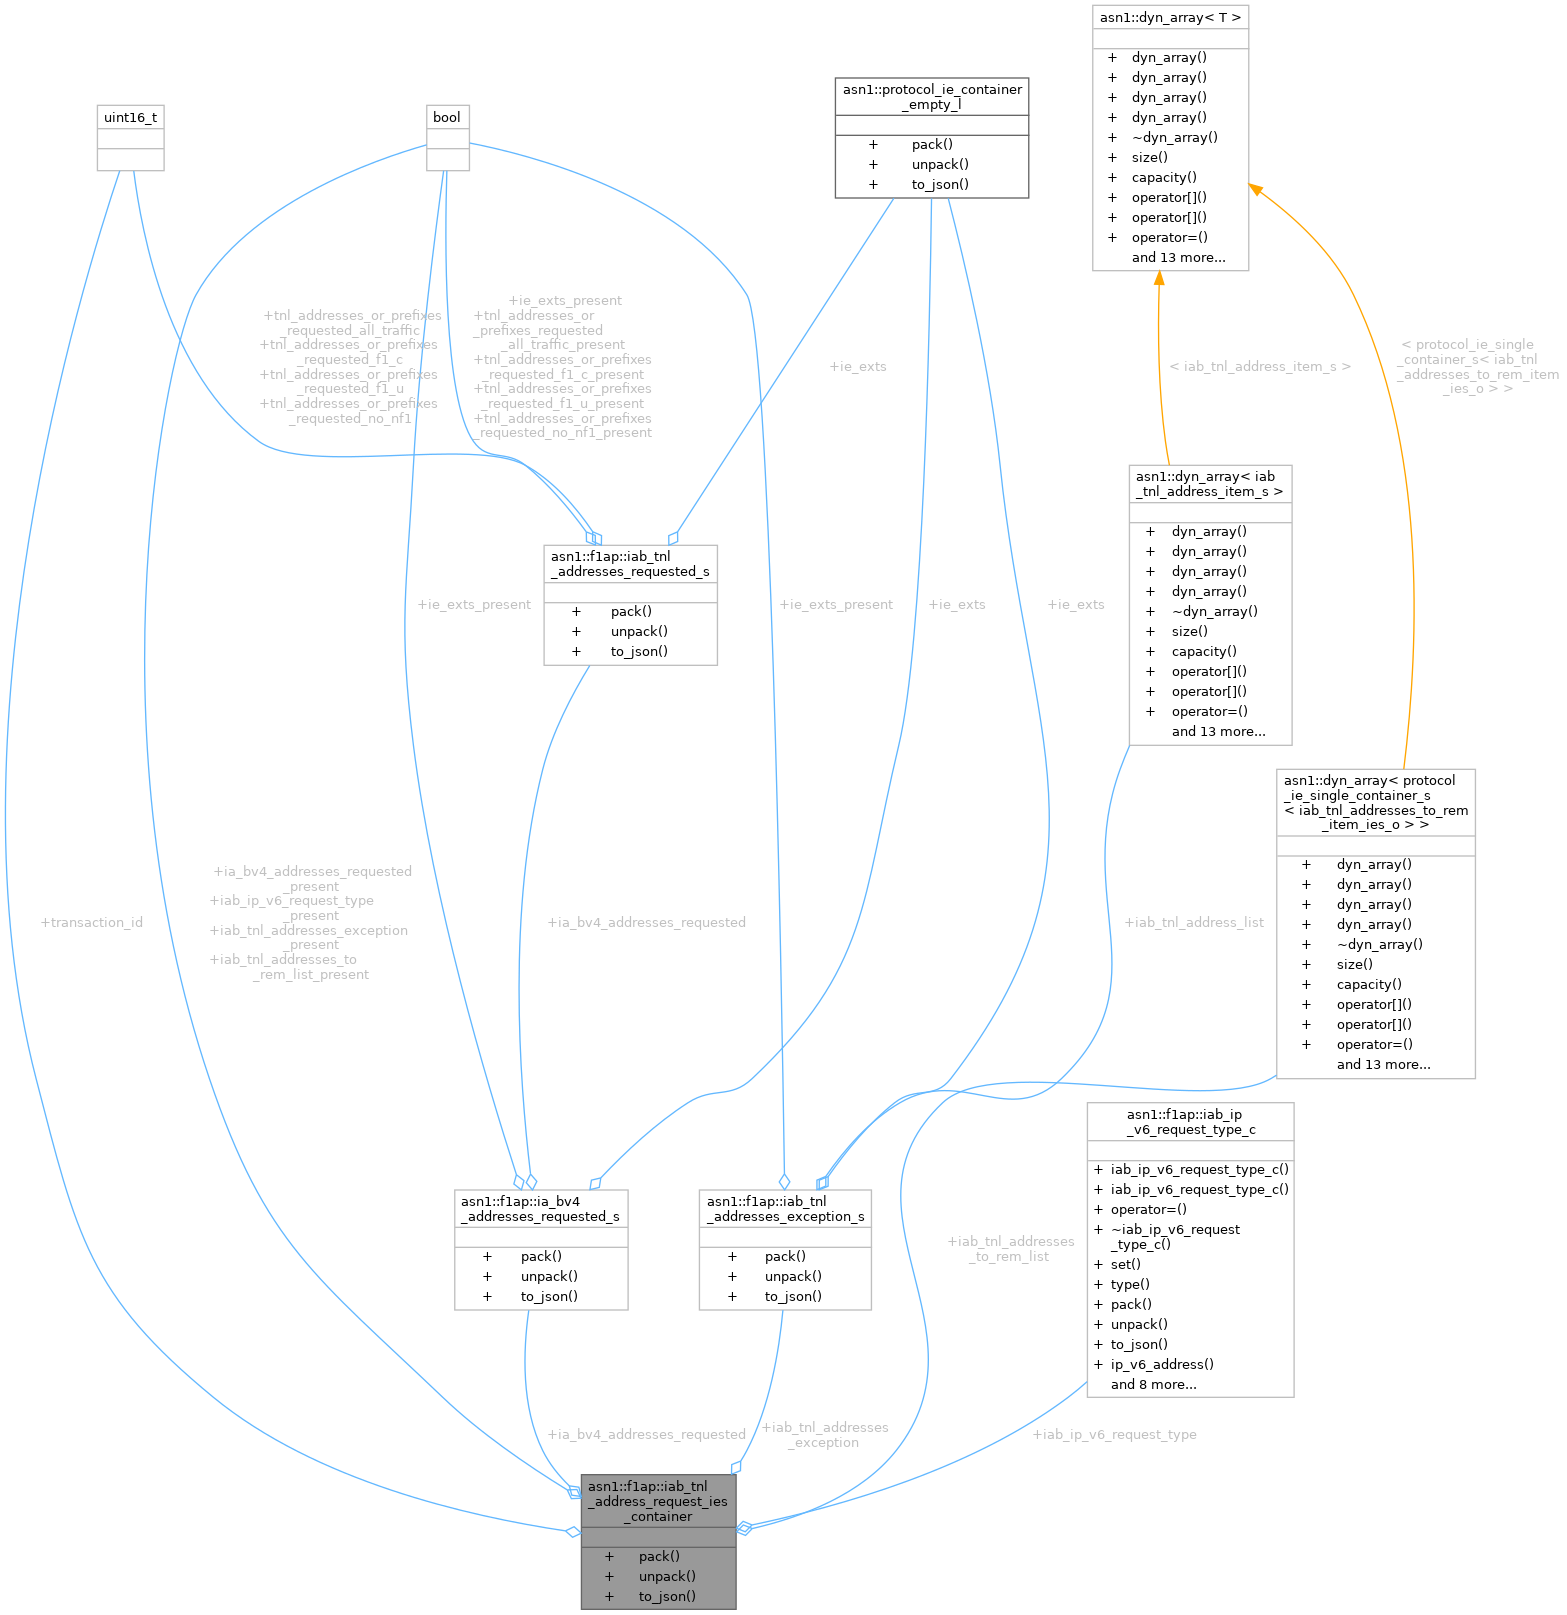 asn1::dyn_array< T >
+ dyn_array()
+ dyn_array()
+ dyn_array()
+ dyn_array()
+ ~dyn_array()
+ size()
+ capacity()
+ operator[]()
+ operator[]()
+ operator=()
and 13 more...
asn1::protocol_ie_container
_empty_l
+ pack()
+ unpack()
+ to_json()
uint16_t
bool
+tnl_addresses_or_prefixes
_requested_all_traffic
+tnl_addresses_or_prefixes
_requested_f1_c
+tnl_addresses_or_prefixes
_requested_f1_u
+tnl_addresses_or_prefixes
_requested_no_nf1
+ie_exts_present
+tnl_addresses_or
_prefixes_requested
_all_traffic_present
+tnl_addresses_or_prefixes
_requested_f1_c_present
+tnl_addresses_or_prefixes
_requested_f1_u_present
+tnl_addresses_or_prefixes
_requested_no_nf1_present
+ie_exts
< iab_tnl_address_item_s >
< protocol_ie_single
_container_s< iab_tnl
_addresses_to_rem_item
_ies_o > >
asn1::dyn_array< iab
_tnl_address_item_s >
+ dyn_array()
+ dyn_array()
+ dyn_array()
+ dyn_array()
+ ~dyn_array()
+ size()
+ capacity()
+ operator[]()
+ operator[]()
+ operator=()
and 13 more...
asn1::f1ap::iab_tnl
_addresses_requested_s
+ pack()
+ unpack()
+ to_json()
+ie_exts_present
+ie_exts_present
+ie_exts
+ie_exts
asn1::dyn_array< protocol
_ie_single_container_s
< iab_tnl_addresses_to_rem
_item_ies_o > >
+ dyn_array()
+ dyn_array()
+ dyn_array()
+ dyn_array()
+ ~dyn_array()
+ size()
+ capacity()
+ operator[]()
+ operator[]()
+ operator=()
and 13 more...
+transaction_id
+ia_bv4_addresses_requested
_present
+iab_ip_v6_request_type
_present
+iab_tnl_addresses_exception
_present
+iab_tnl_addresses_to
_rem_list_present
+ia_bv4_addresses_requested
+iab_tnl_address_list
asn1::f1ap::iab_ip
_v6_request_type_c
+ iab_ip_v6_request_type_c()
+ iab_ip_v6_request_type_c()
+ operator=()
+ ~iab_ip_v6_request
_type_c()
+ set()
+ type()
+ pack()
+ unpack()
+ to_json()
+ ip_v6_address()
and 8 more...
asn1::f1ap::ia_bv4
_addresses_requested_s
+ pack()
+ unpack()
+ to_json()
asn1::f1ap::iab_tnl
_addresses_exception_s
+ pack()
+ unpack()
+ to_json()
+iab_tnl_addresses
_to_rem_list
+ia_bv4_addresses_requested
+iab_tnl_addresses
_exception
+iab_ip_v6_request_type
asn1::f1ap::iab_tnl
_address_request_ies
_container
+ pack()
+ unpack()
+ to_json()